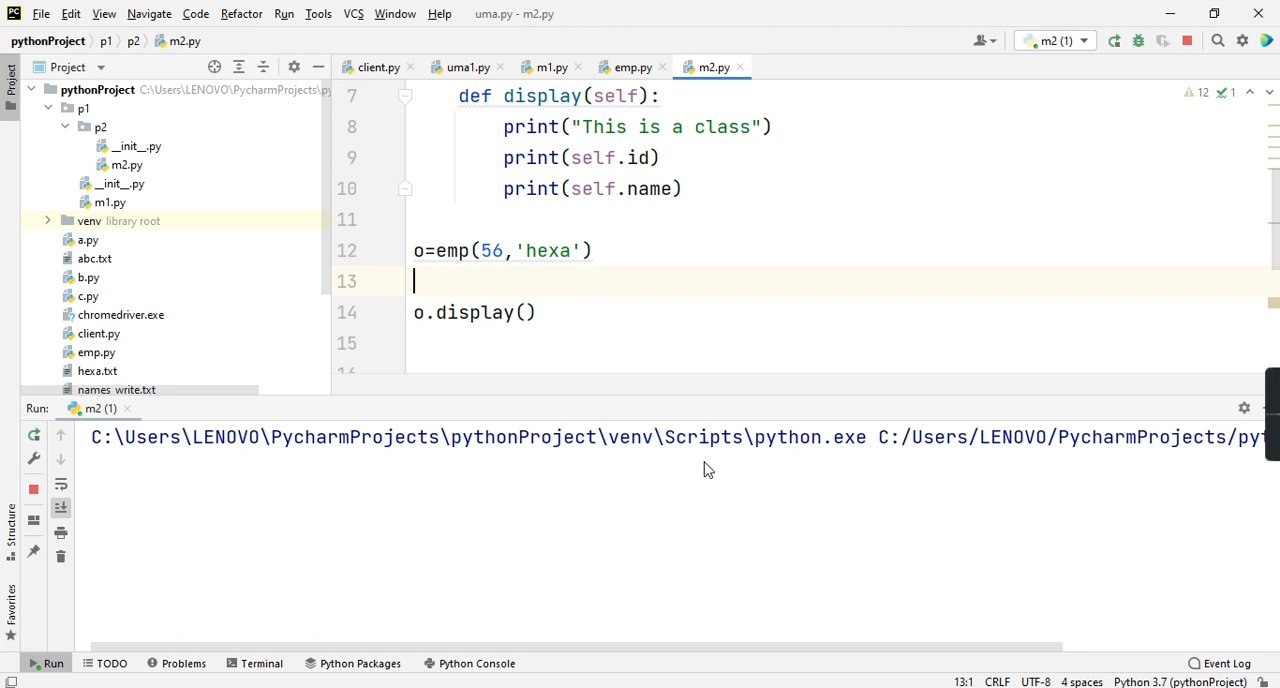 PC File Edit View Navigate Code Refactor Run Tools VCS Window Help uma.py - m2.py
pythonProject p1 p2 m2.py m2 (1)
Project client.py uma1.py m1.py emp.py m2.py
Project
pythonProject C:\Users\LENOVO\PycharmProjects\py
p1
p2
__init__.py
m2.py
__init__.py
m1.py
venv library root
a.py
abc.txt
b.py
c.py
chromedriver.exe
client.py
emp.py
hexa.txt
names_write.txt
12 1
7 def display(self):
8 print("This is a class")
9 print(self.id)
10 print(self.name)
11
12 o=emp(56,'hexa')
13
14 o.display()
15
16
Run: m2 (1)
C:\Users\LENOVO\PycharmProjects\pythonProject\venv\Scripts\python.exe C:/Users/LENOVO/PycharmProjects/pyt
Structure
Favorites
Run TODO Problems Terminal Python Packages Python Console Event Log
13:1 CRLF UTF-8 4 spaces Python 3.7 (pythonProject)